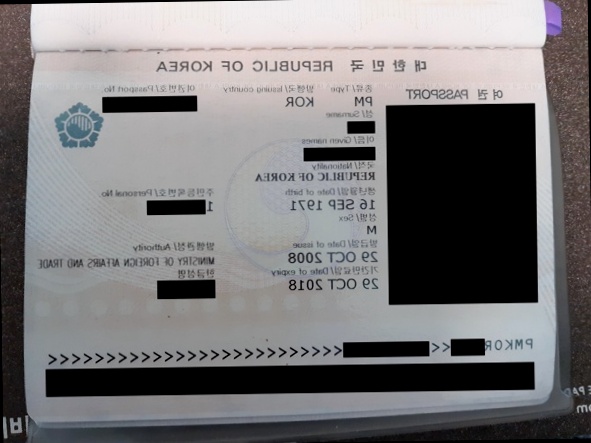 대한민국 REPUBLIC OF KOREA
여권 PASSPORT
종류/Type 발행국/Issuing country 여권번호/Passport No.
PM KOR
성/Surname
이름/Given names
국적/Nationality
REPUBLIC OF KOREA
생년월일/Date of birth 주민등록번호/Personal No.
16 SEP 1971 1
성별/Sex
M
발급일/Date of issue 발행관청/Authority
29 OCT 2008 MINISTRY OF FOREIGN AFFAIRS AND TRADE
기간만료일/Date of expiry 한글성명
29 OCT 2018
PMKOR<<<<<<<<<<<<<<<<<<<<<<<<<<<